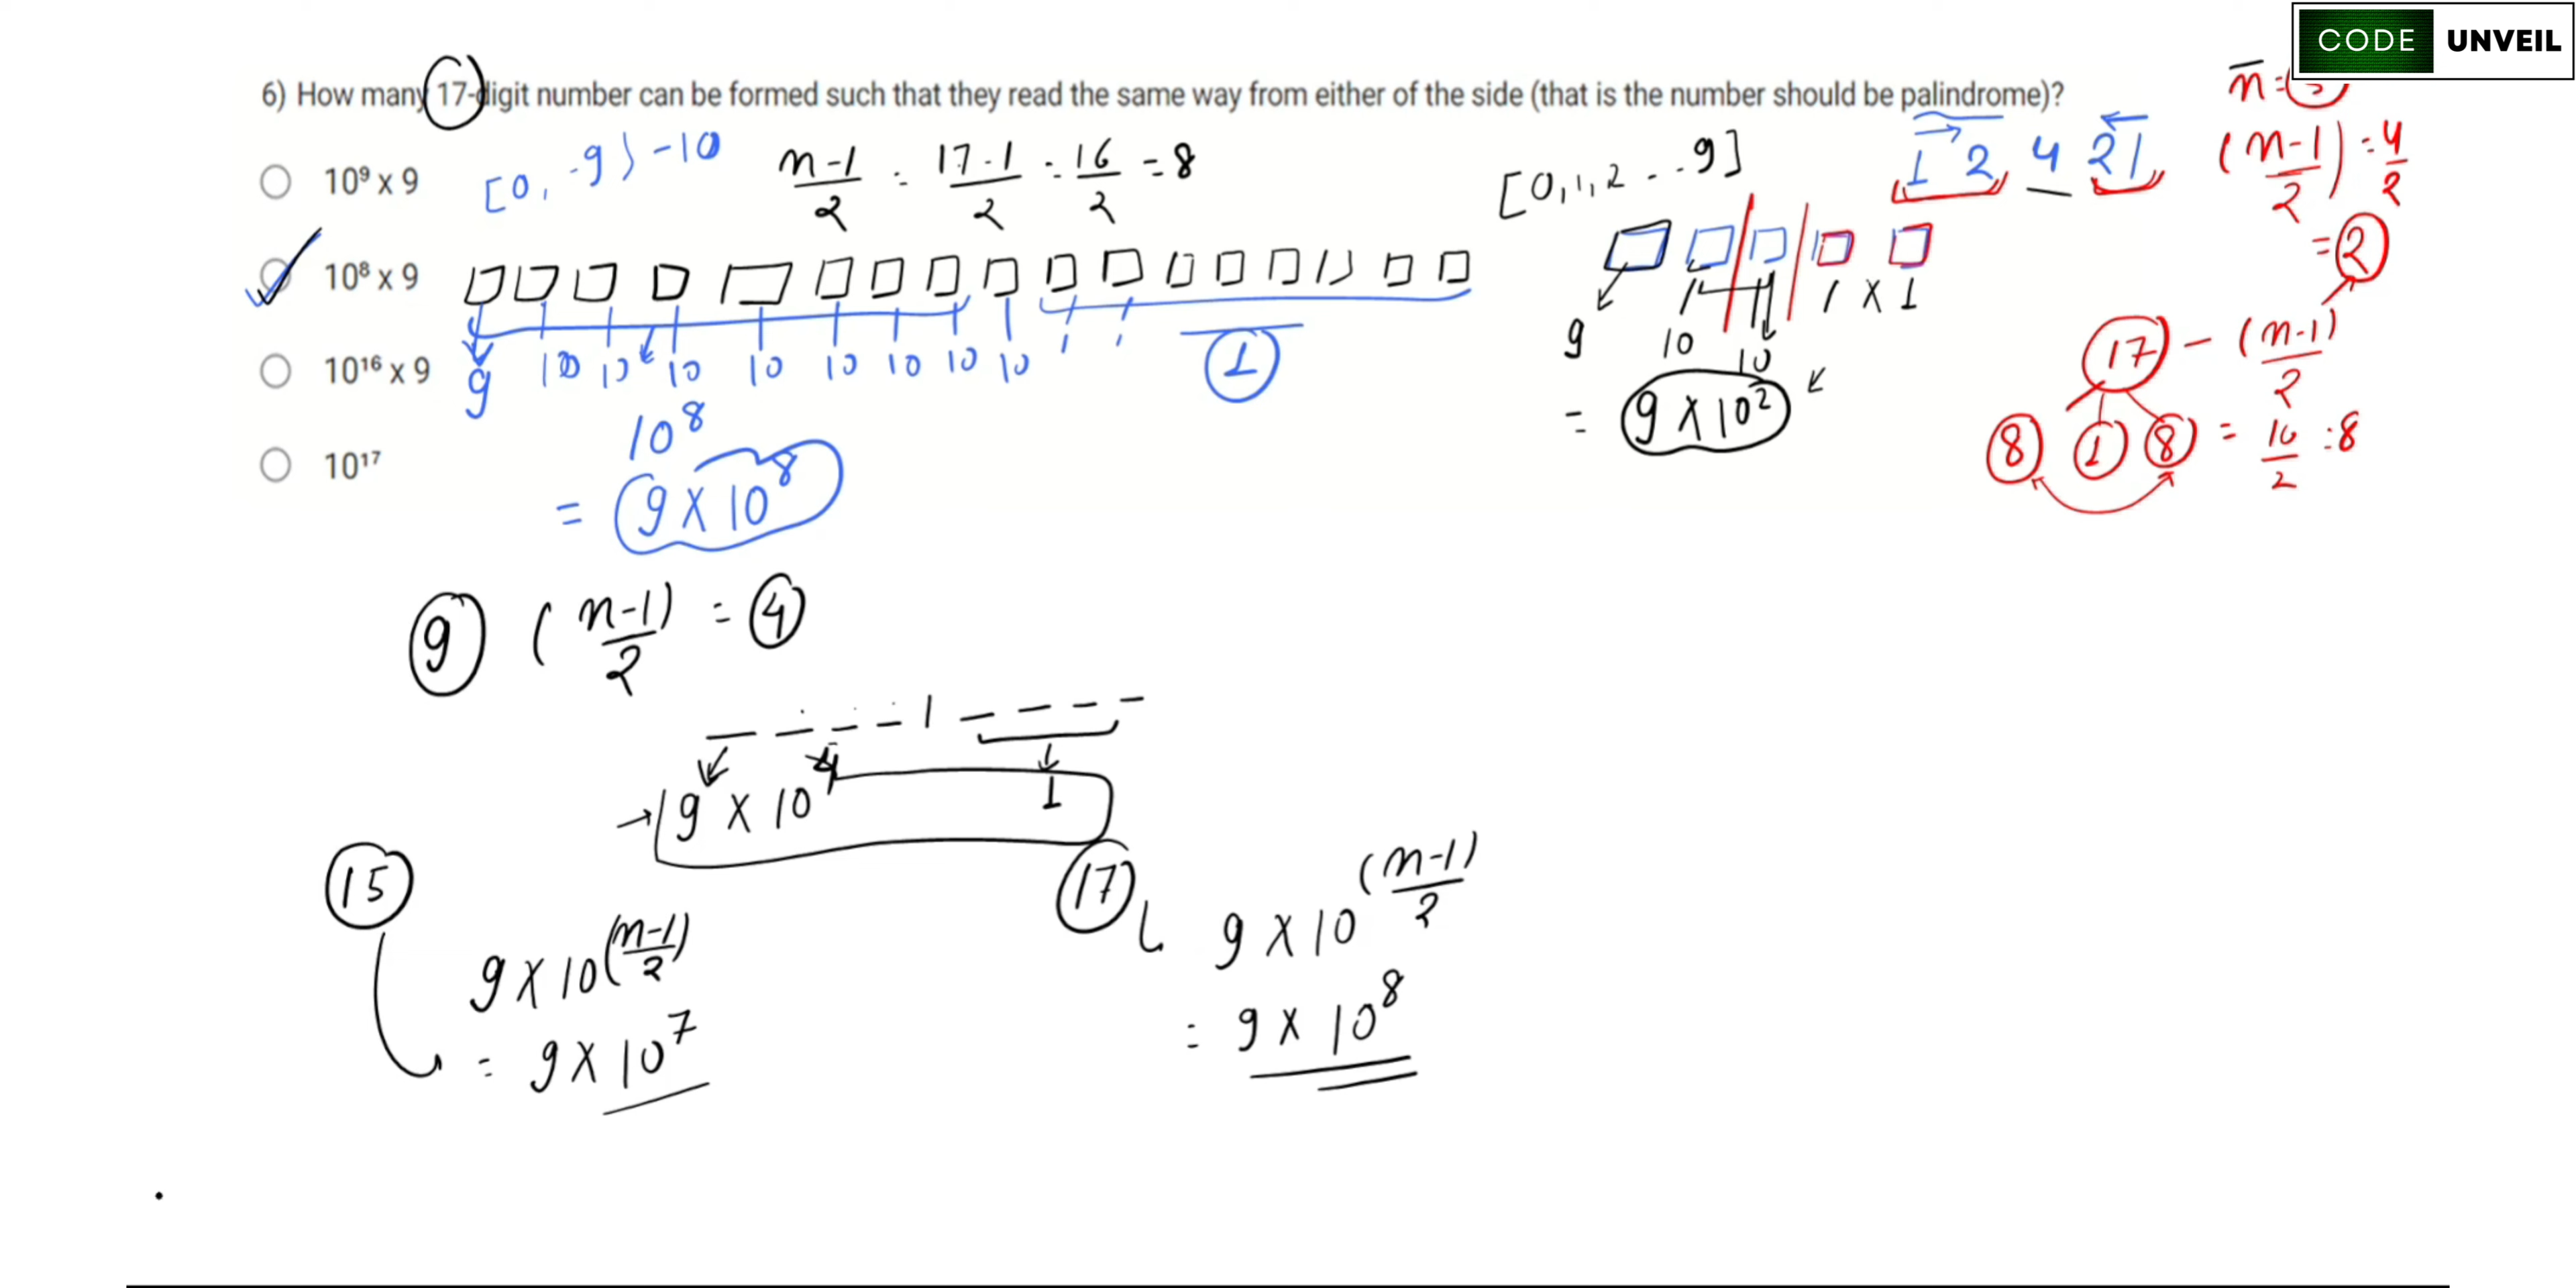 CODE UNVEIL
6) How many 17-digit number can be formed such that they read the same way from either of the side (that is the number should be palindrome)?
10⁹ x 9
10⁸ x 9
10¹⁶ x 9
10¹⁷
[0, -9} -10
n-1/2 = 17-1/2 = 16/2 = 8
9 10 10 10 10 10 10 10 10 1 1
1
10⁸
= 9 X 10⁸
[0,1,2 - - 9]
1 2 4 21
9 10 10 1 X 1
= 9 X 10²
n =
(n-1/2) = 4/2
= 2
17 - (n-1)/2
8 1 8 = 16/2 = 8
9 (n-1)/2 = 4
1
4 1
9 X 10⁴
15
9 X 10^(n-1/2)
= 9 X 10⁷
17
9 X 10^(n-1)/2
= 9 X 10⁸